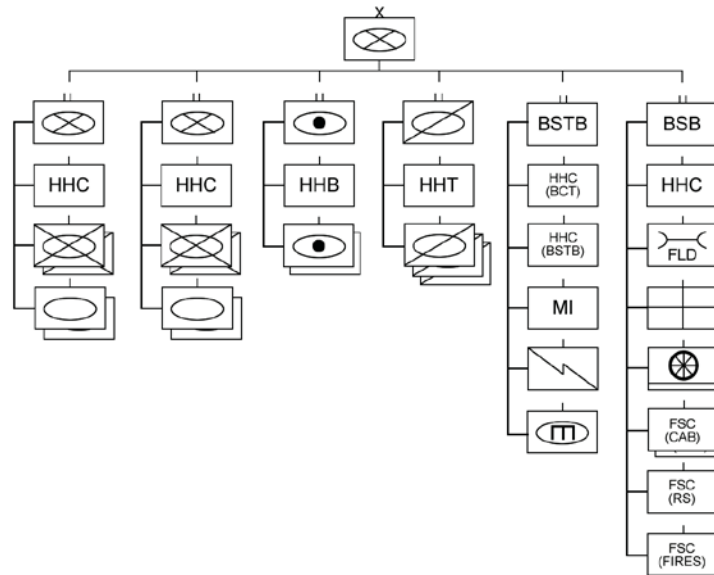 X
BSTB
BSB
HHC
HHC
HHB
HHT
HHC
(BCT)
HHC
HHC
(BSTB)
FLD
MI
FSC
(CAB)
FSC
(RS)
FSC
(FIRES)